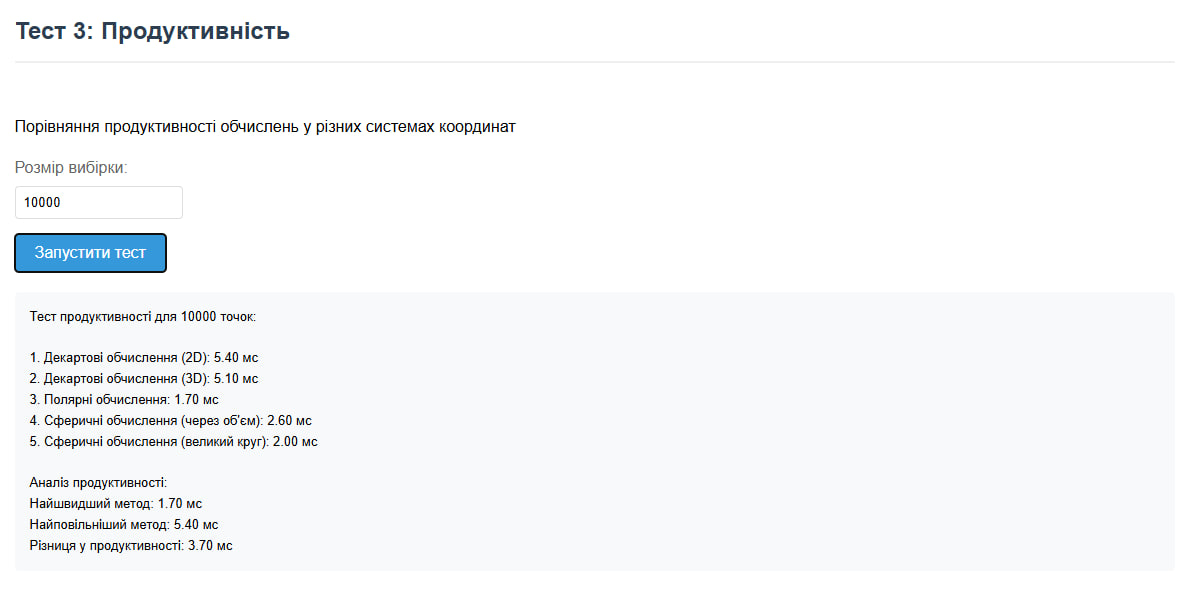 Тест 3: Продуктивність
Порівняння продуктивності обчислень у різних системах координат
Розмір вибірки:
10000
Запустити тест
Тест продуктивності для 10000 точок:
1. Декартові обчислення (2D): 5.40 мс
2. Декартові обчислення (3D): 5.10 мс
3. Полярні обчислення: 1.70 мс
4. Сферичні обчислення (через об'єм): 2.60 мс
5. Сферичні обчислення (великий круг): 2.00 мс
Аналіз продуктивності:
Найшвидший метод: 1.70 мс
Найповільніший метод: 5.40 мс
Різниця у продуктивності: 3.70 мс